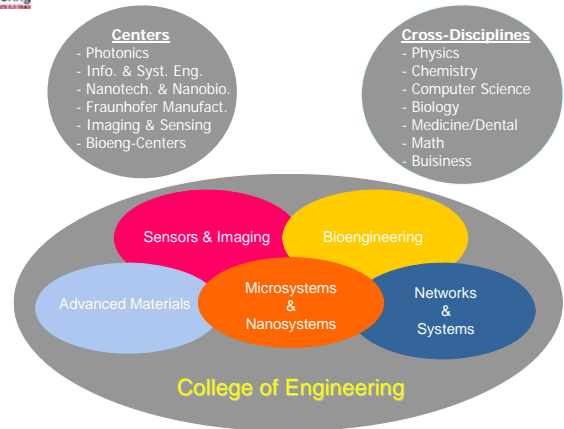 Centers
- Photonics
- Info. & Syst. Eng.
- Nanotech. & Nanobio.
- Fraunhofer Manufact.
- Imaging & Sensing
- Bioeng-Centers
Cross-Disciplines
- Physics
- Chemistry
- Computer Science
- Biology
- Medicine/Dental
- Math
- Buisiness
Sensors & Imaging
Bioengineering
Advanced Materials
Microsystems
&
Nanosystems
Networks
&
Systems
College of Engineering